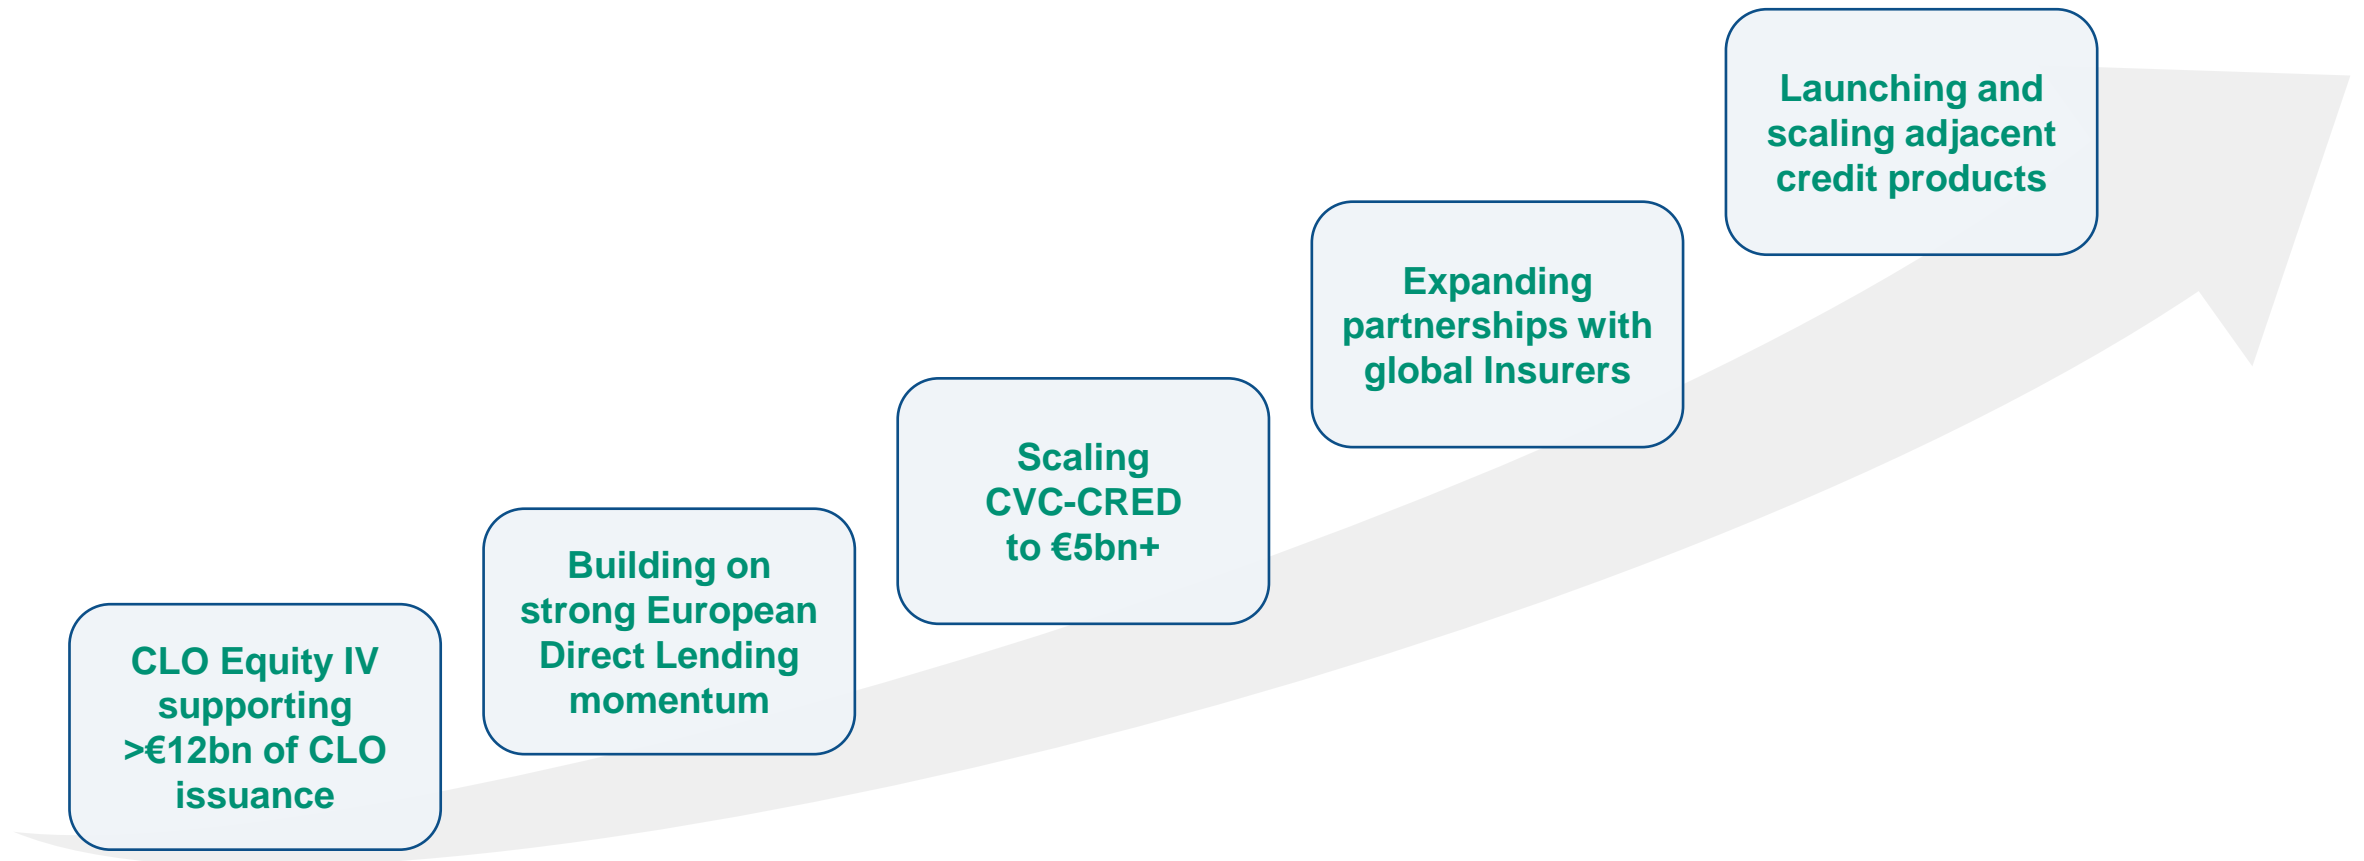 CLO Equity IV
supporting
>€12bn of CLO
issuance
Building on
strong European
Direct Lending
momentum
Scaling
CVC-CRED
to €5bn+
Expanding
partnerships with
global Insurers
Launching and
scaling adjacent
credit products